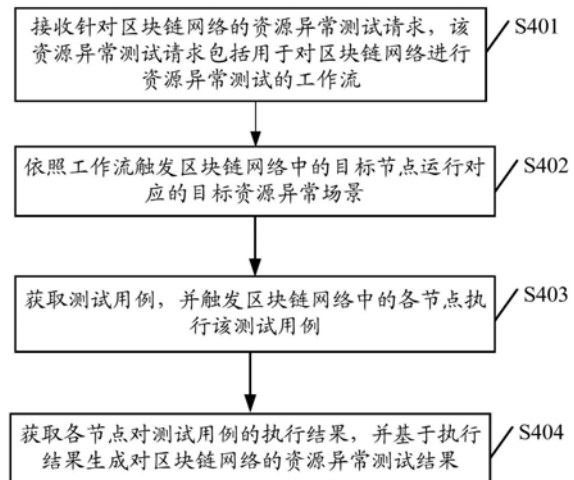 接收针对区块链网络的资源异常测试请求，该
资源异常测试请求包括用于对区块链网络进行
资源异常测试的工作流
S401
依照工作流触发区块链网络中的目标节点运行对
应的目标资源异常场景
S402
获取测试用例，并触发区块链网络中的各节点执
行该测试用例
S403
获取各节点对测试用例的执行结果，并基于执行
结果生成对区块链网络的资源异常测试结果
S404